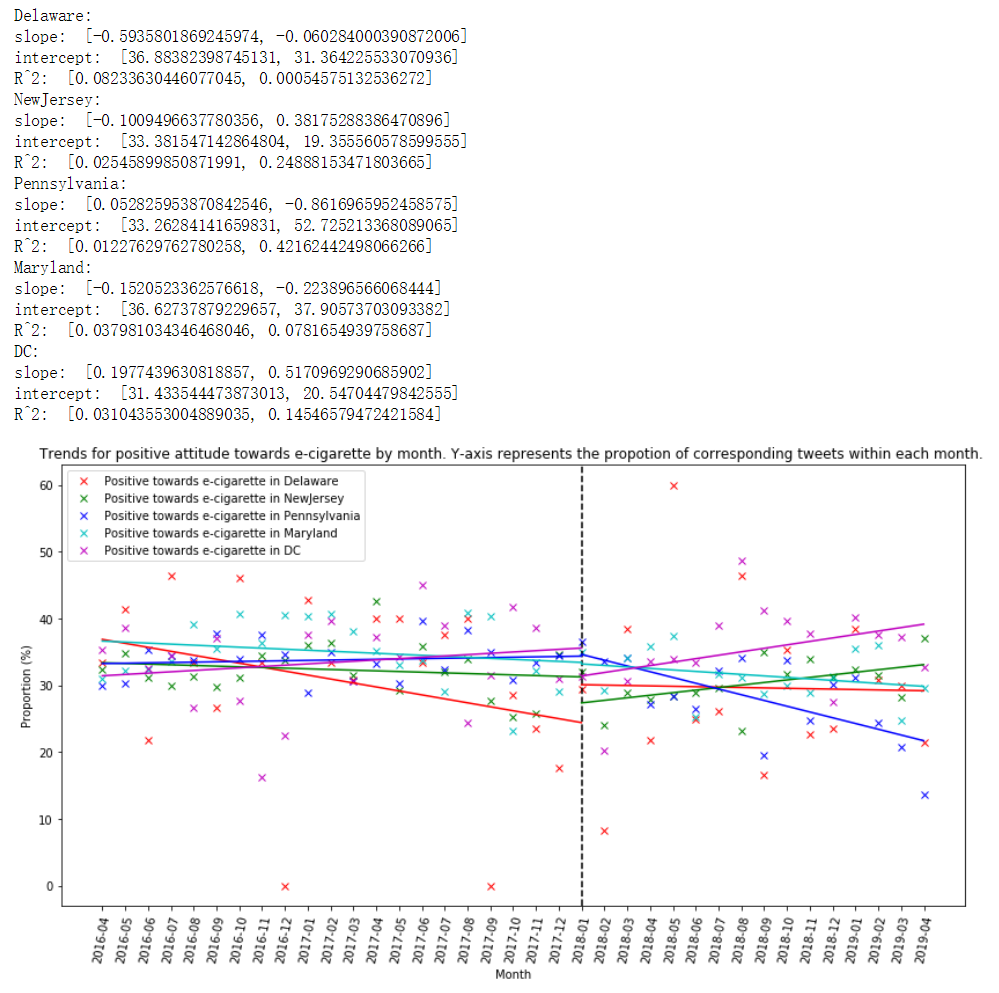 Delaware:
slope:  [-0.5935801869245974, -0.060284000390872006]
intercept:  [36.88382398745131, 31.364225533070936]
R^2:  [0.08233630446077045, 0.00054575132536272]
NewJersey:
slope:  [-0.1009496637780356, 0.38175288386470896]
intercept:  [33.381547142864804, 19.355560578599555]
R^2:  [0.02545899850871991, 0.24888153471803665]
Pennsylvania:
slope:  [0.052825953870842546, -0.8616965952458575]
intercept:  [33.26284141659831, 52.725213368089065]
R^2:  [0.01227629762780258, 0.42162442498066266]
Maryland:
slope:  [-0.1520523362576618, -0.223896566068444]
intercept:  [36.62737879229657, 37.90573703093382]
R^2:  [0.037981034346468046, 0.0781654939758687]
DC:
slope:  [0.1977439630818857, 0.5170969290685902]
intercept:  [31.433544473873013, 20.54704479842555]
R^2:  [0.031043553004889035, 0.14546579472421584]
Trends for positive attitude towards e-cigarette by month. Y-axis represents the propotion of corresponding tweets within each month.
Positive towards e-cigarette in Delaware
Positive towards e-cigarette in NewJersey
Positive towards e-cigarette in Pennsylvania
Positive towards e-cigarette in Maryland
Positive towards e-cigarette in DC
60
50
40
30
20
10
0
Proportion (%)
2016-04
2016-05
2016-06
2016-07
2016-08
2016-09
2016-10
2016-11
2016-12
2017-01
2017-02
2017-03
2017-04
2017-05
2017-06
2017-07
2017-08
2017-09
2017-10
2017-11
2017-12
2018-01
2018-02
2018-03
2018-04
2018-05
2018-06
2018-07
2018-08
2018-09
2018-10
2018-11
2018-12
2019-01
2019-02
2019-03
2019-04
Month